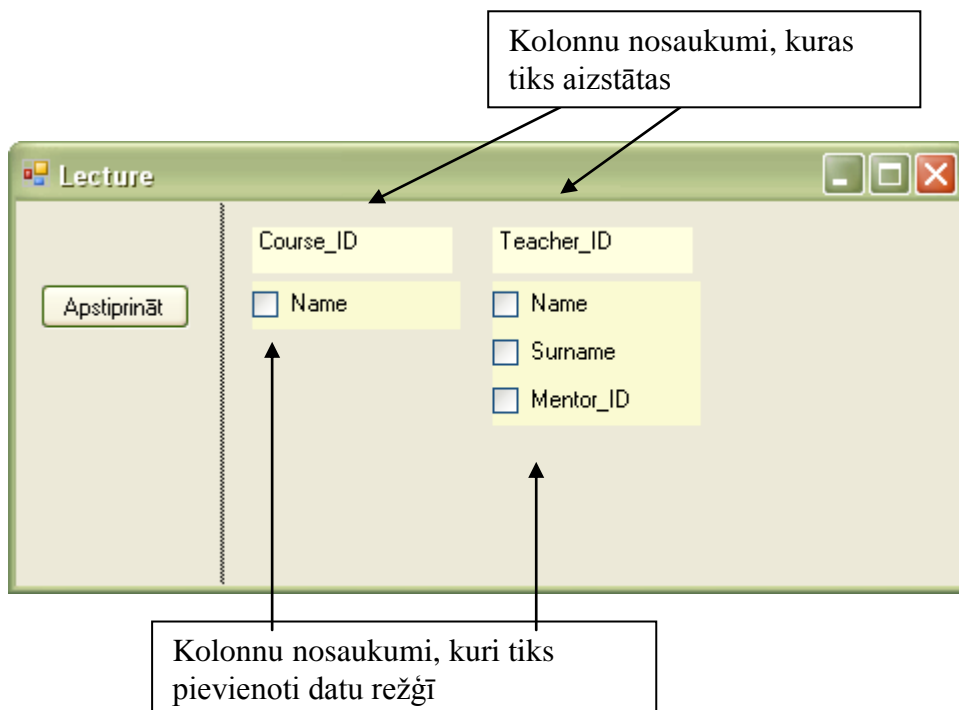 Kolonnu nosaukumi, kuras
tiks aizstātas
Lecture
Course_ID
Teacher_ID
Apstiprināt
Name
Name
Surname
Mentor_ID
Kolonnu nosaukumi, kuri tiks
pievienoti datu režģī